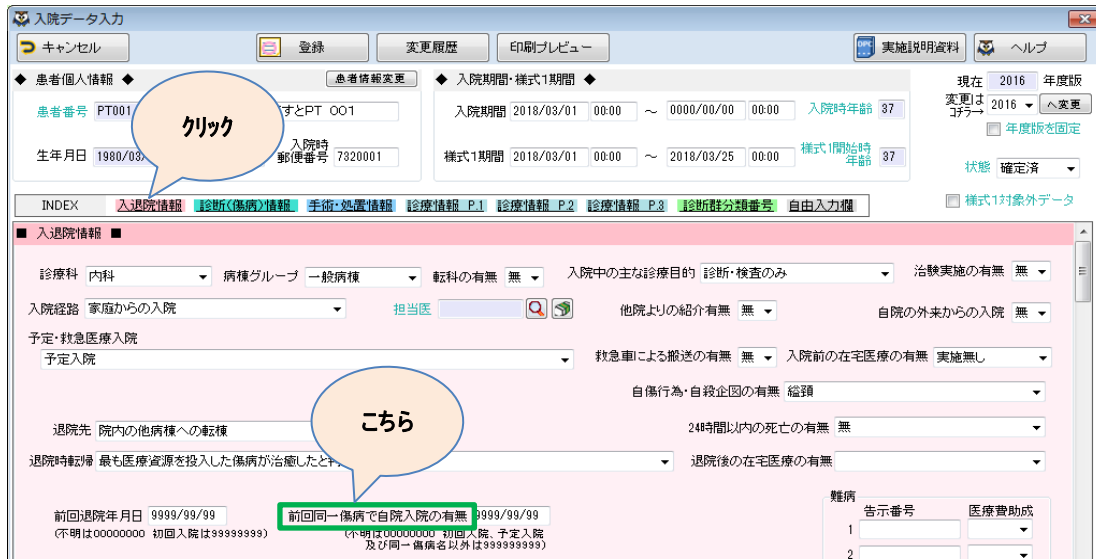 入院データ入力
キャンセル 登録 変更履歴 印刷プレビュー 実施説明資料 ヘルプ
◆ 患者個人情報 ◆ 患者情報変更 ◆ 入院期間・様式1期間 ◆ 現在 2016 年度版
患者番号 PT001 すとPT 001 入院期間 2018/03/01 00:00 ～ 0000/00/00 00:00 入院時年齢 37 変更はコチラ→ 2016 へ変更
クリック
年度版を固定
生年月日 1980/03/ 入院時郵便番号 7320001 様式1期間 2018/03/01 00:00 ～ 2018/03/25 00:00 様式1開始時年齢 37
状態 確定済
INDEX 入退院情報 診断(傷病)情報 手術・処置情報 診療情報 P.1 診療情報 P.2 診療情報 P.3 診断群分類番号 自由入力欄 様式1対象外データ
■ 入退院情報 ■
診療科 内科 病棟グループ 一般病棟 転科の有無 無 入院中の主な診療目的 診断・検査のみ 治験実施の有無 無
入院経路 家庭からの入院 担当医 他院よりの紹介有無 無 自院の外来からの入院 無
予定・救急医療入院
予定入院 救急車による搬送の有無 無 入院前の在宅医療の有無 実施無し
自傷行為・自殺企図の有無 縊頚
こちら
退院先 院内の他病棟への転棟 24時間以内の死亡の有無 無
退院時転帰 最も医療資源を投入した傷病が治癒したと 退院後の在宅医療の有無
難病
前回退院年月日 9999/99/99 前回同一傷病で自院入院の有無 9999/99/99 告示番号 医療費助成
(不明は00000000 初回入院は99999999) (不明は00000000 初回入院、予定入院 1
及び同一傷病名以外は999999999)
2